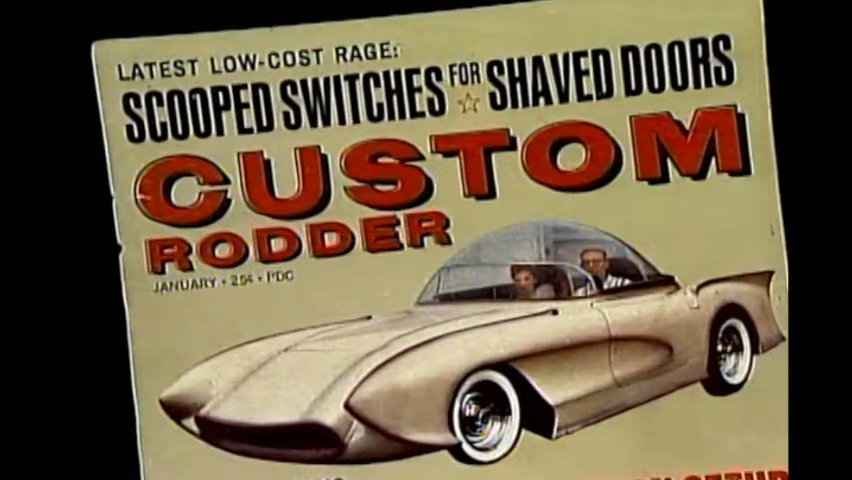 LATEST LOW-COST RAGE:
SCOOPED SWITCHES FOR ☆ SHAVED DOORS
CUSTOM
RODDER
JANUARY • 25¢ • PDC